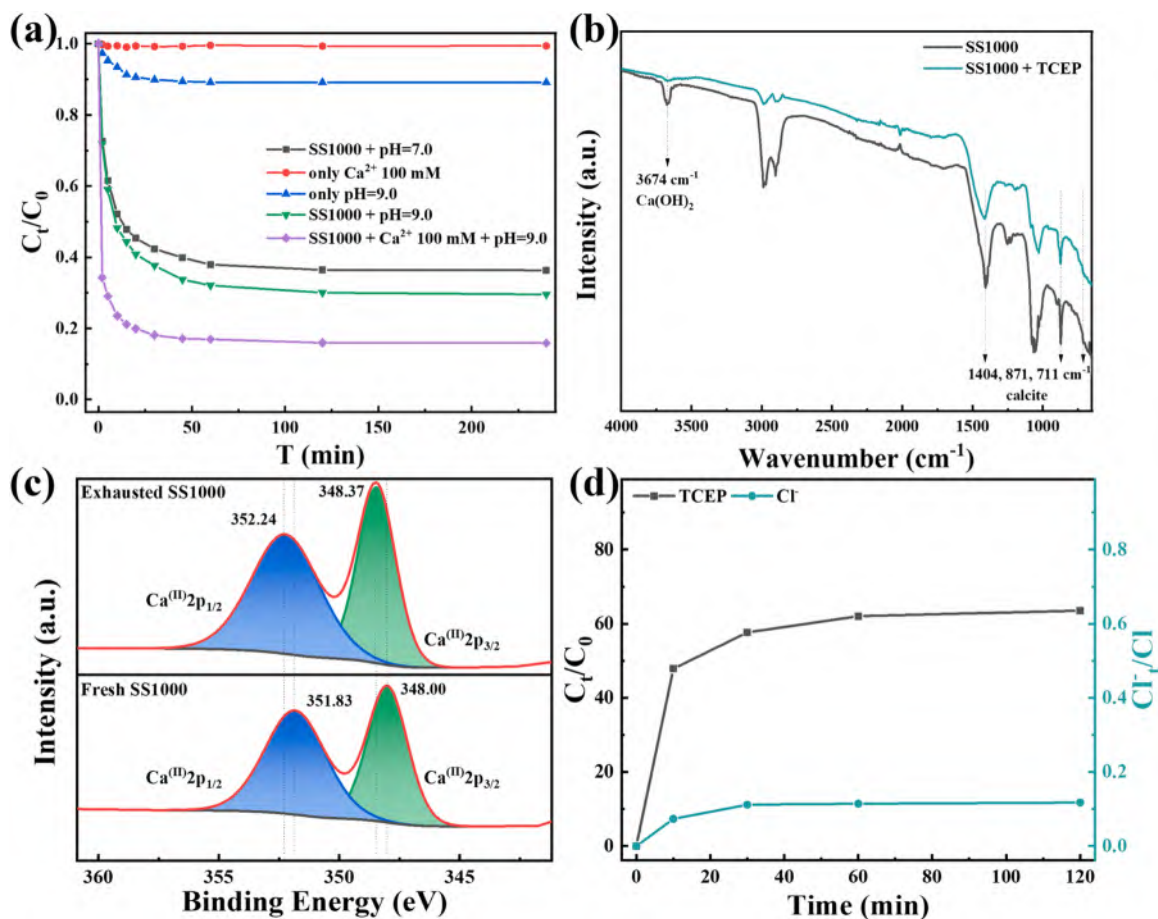 (a)
1.0
0.8
0.6
0.4
0.2
0.0
Cₜ/C₀
SS1000 + pH=7.0
only Ca²⁺ 100 mM
only pH=9.0
SS1000 + pH=9.0
SS1000 + Ca²⁺ 100 mM + pH=9.0
0
50
100
150
200
T (min)
(b)
SS1000
SS1000 + TCEP
Intensity (a.u.)
3674 cm⁻¹
Ca(OH)₂
1404, 871, 711 cm⁻¹
calcite
4000
3000
2500
2000
1500
1000
Wavenumber (cm⁻¹)
(c)
Exhausted SS1000
352.24
348.37
Ca⁽ᴵᴵ⁾2p₁/₂
Ca⁽ᴵᴵ⁾2p₃/₂
Fresh SS1000
351.83
348.00
Ca⁽ᴵᴵ⁾2p₁/₂
Ca⁽ᴵᴵ⁾2p₃/₂
Intensity (a.u.)
360
355
350
345
Binding Energy (eV)
(d)
TCEP
Cl⁻
80
60
40
20
0
Cₜ/C₀
0.8
0.6
0.4
0.2
0.0
Cl⁻ₜ/Cl
0
20
40
60
80
100
120
Time (min)